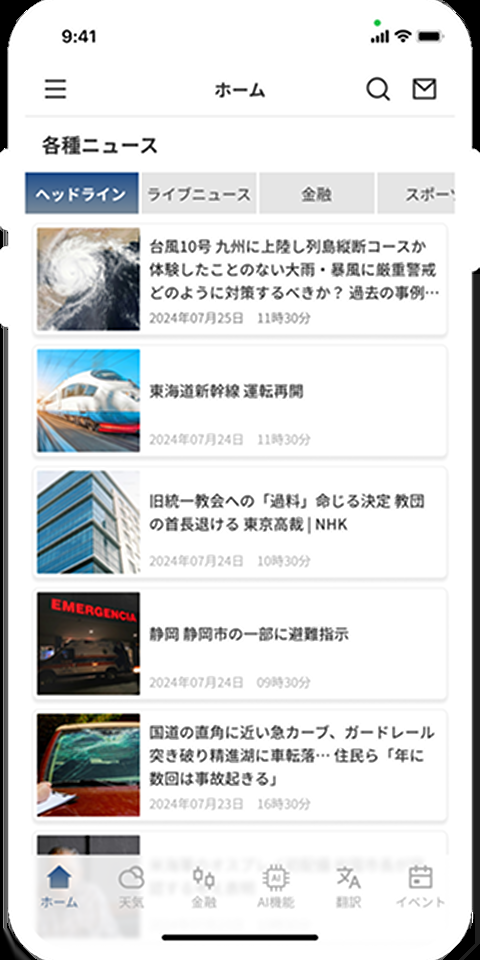 9:41
ホーム
各種ニュース
ヘッドライン
ライブニュース
金融
スポー
台風10号 九州に上陸し列島縦断コースか
体験したことのない大雨・暴風に厳重警戒
どのように対策するべきか？ 過去の事例…
2024年07月25日 11時30分
東海道新幹線 運転再開
2024年07月24日 11時30分
旧統一教会への「過料」命じる決定 教団
の首長退ける 東京高裁 | NHK
2024年07月24日 10時30分
EMERGENCIA
静岡 静岡市の一部に避難指示
2024年07月24日 09時30分
国道の直角に近い急カーブ、ガードレール
突き破り精進湖に車転落… 住民ら「年に
数回は事故起きる」
2024年07月23日 16時30分
ホーム
天気
金融
AI
AI機能
翻訳
イベント